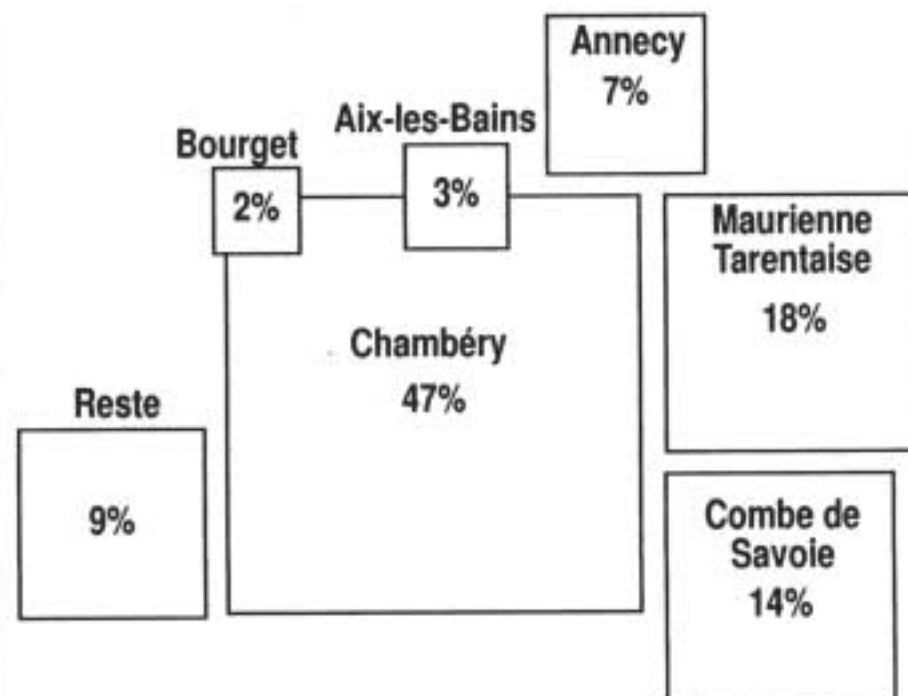 Annecy
7%
Aix-les-Bains
3%
Bourget
2%
Maurienne
Tarentaise
18%
Chambéry
47%
Reste
9%
Combe de
Savoie
14%